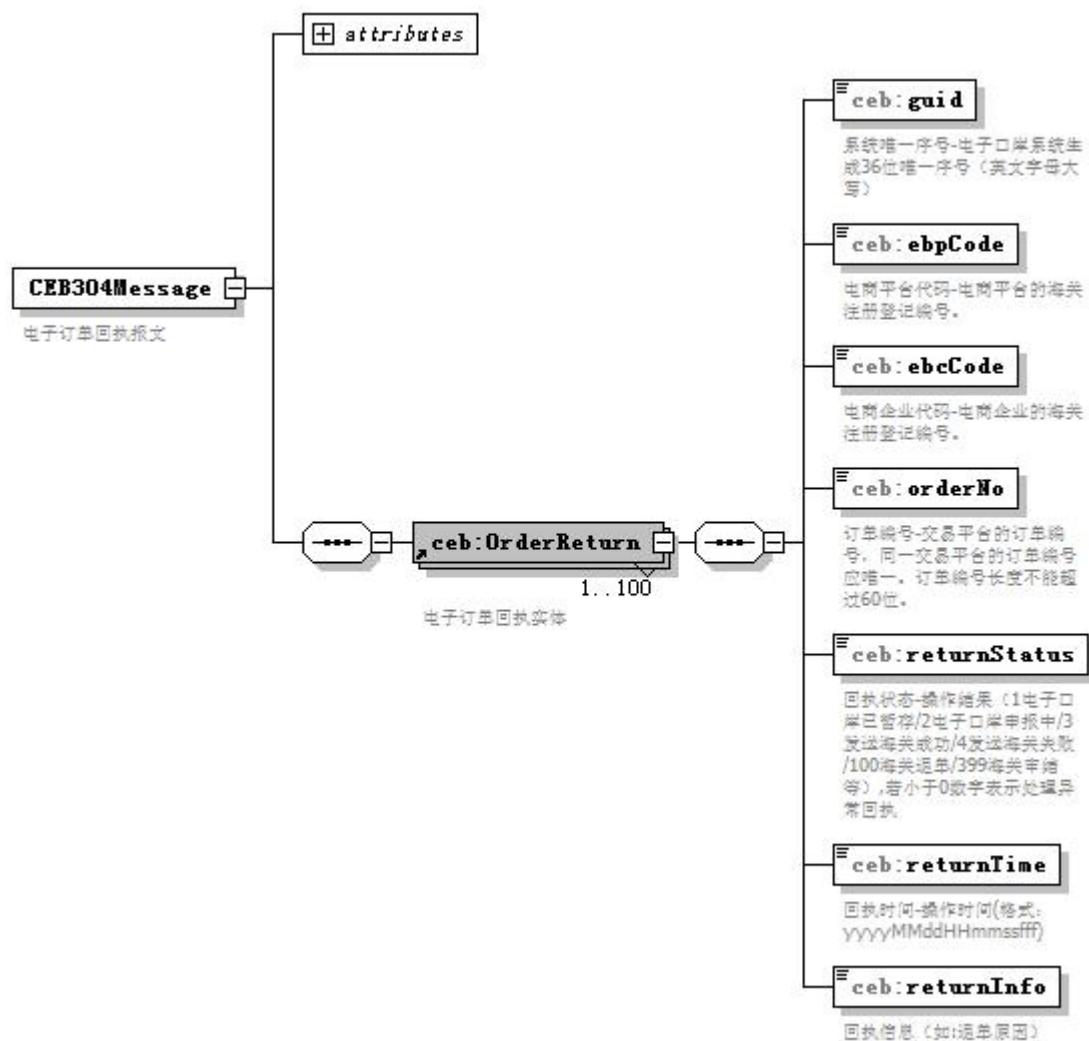 attributes
ceb:guid
系统唯一序号-电子口岸系统生
成36位唯一序号（英文字母大
写）
ceb:ebpCode
电商平台代码-电商平台的海关
注册登记编号。
CEB304Message
电子订单回执报文
ceb:ebcCode
电商企业代码-电商企业的海关
注册登记编号。
ceb:orderNo
订单编号-交易平台的订单编
号，同一交易平台的订单编号
应唯一。订单编号长度不能超
过60位。
ceb:OrderReturn
1..100
电子订单回执实体
ceb:returnStatus
回执状态-操作结果（1电子口
岸已暂存/2电子口岸申报中/3
发送海关成功/4发送海关失败
/100海关退单/399海关审结
等）,若小于0数字表示处理异
常回执
ceb:returnTime
回执时间-操作时间(格式:
yyyyMMddHHmmssfff)
ceb:returnInfo
回执信息（如:退单原因）